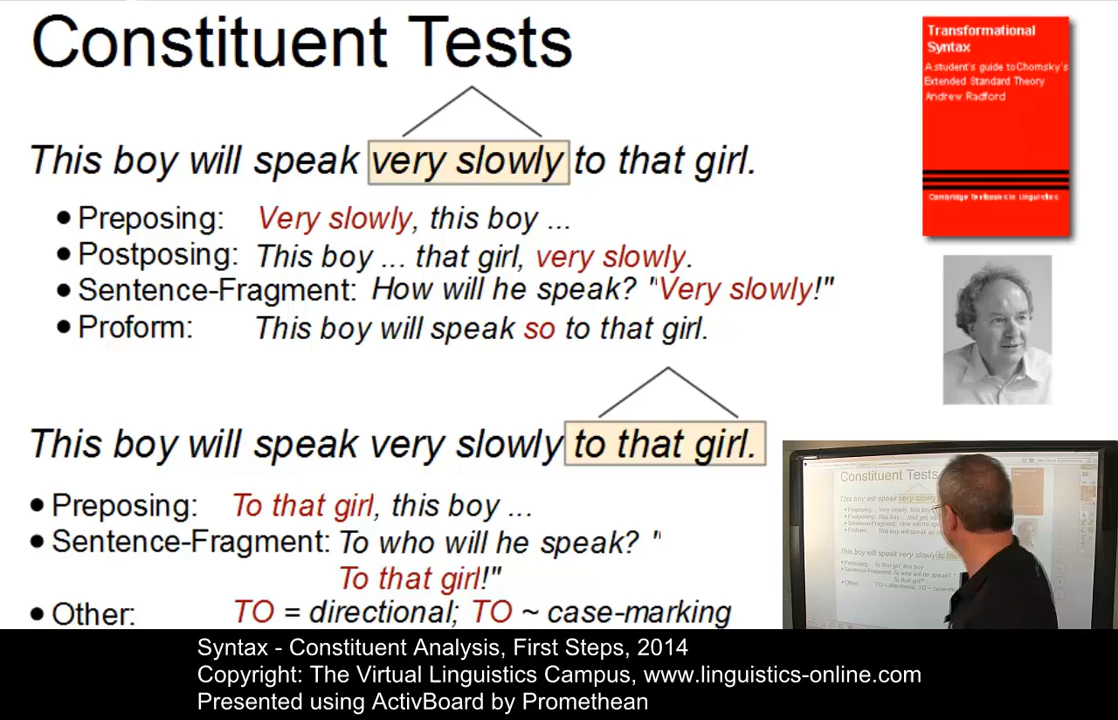 Constituent Tests
This boy will speak very slowly to that girl.
● Preposing: Very slowly, this boy ...
● Postposing: This boy ... that girl, very slowly.
● Sentence-Fragment: How will he speak? "Very slowly!"
● Proform: This boy will speak so to that girl.
This boy will speak very slowly to that girl.
● Preposing: To that girl, this boy ...
● Sentence-Fragment: To who will he speak? "
To that girl!"
● Other: TO = directional; TO ~ case-marking
Transformational
Syntax
A student's guide to Chomsky's
Extended Standard Theory
Andrew Radford
Cambridge Textbooks in Linguistics
Constituent Tests
Syntax - Constituent Analysis, First Steps, 2014
Copyright: The Virtual Linguistics Campus, www.linguistics-online.com
Presented using ActivBoard by Promethean